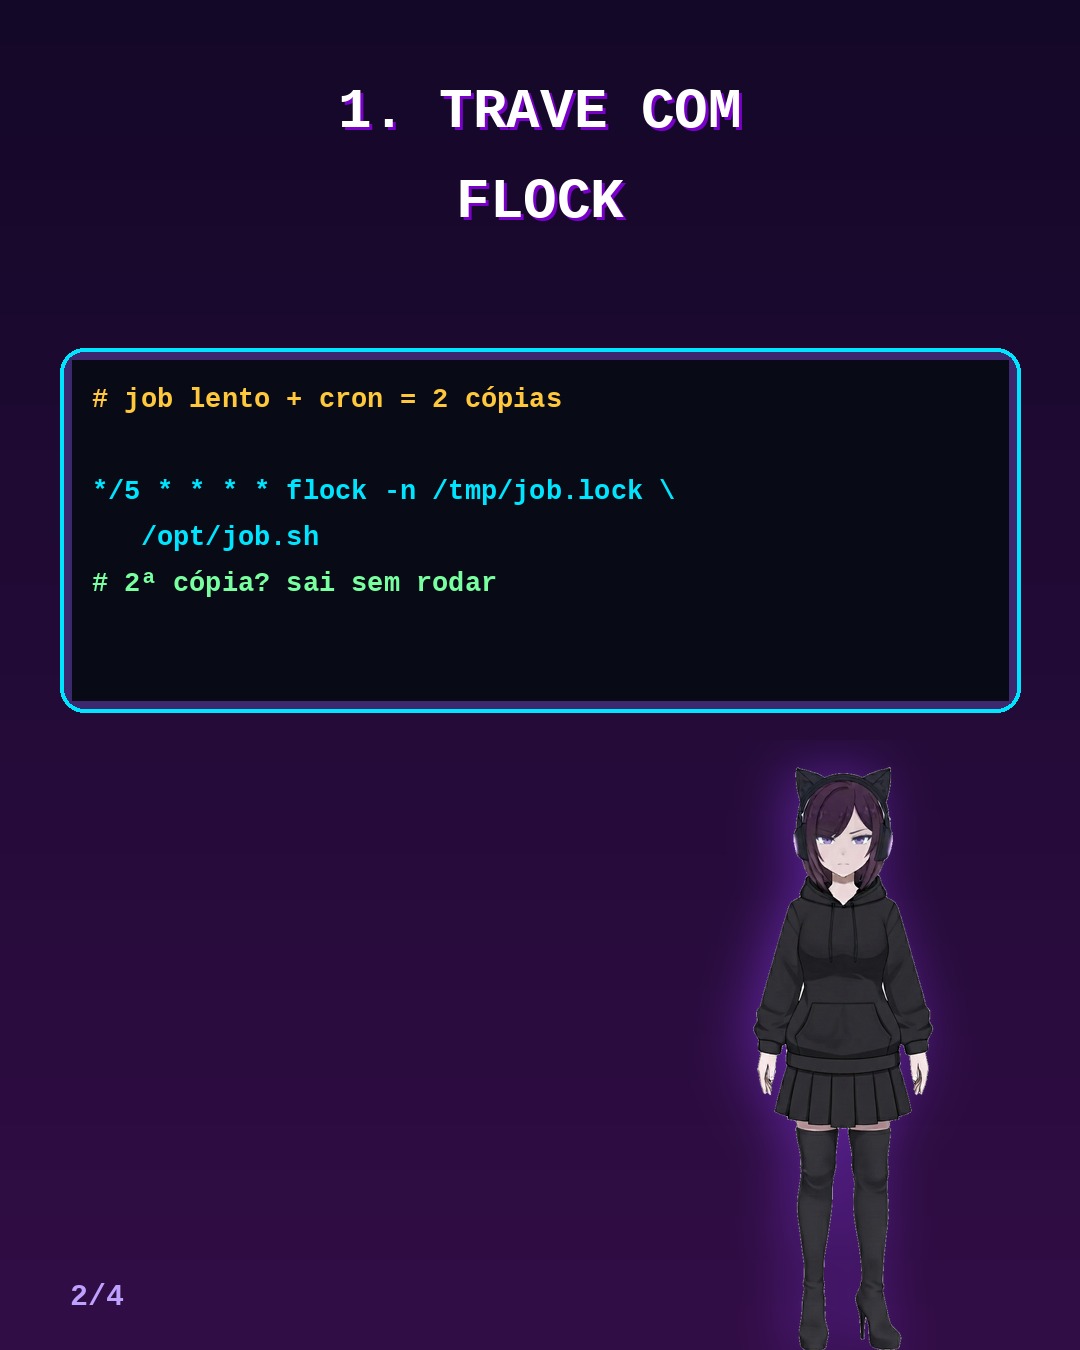 1. TRAVE COM
FLOCK
# job lento + cron = 2 cópias
*/5 * * * * flock -n /tmp/job.lock \
/opt/job.sh
# 2ª cópia? sai sem rodar
2/4